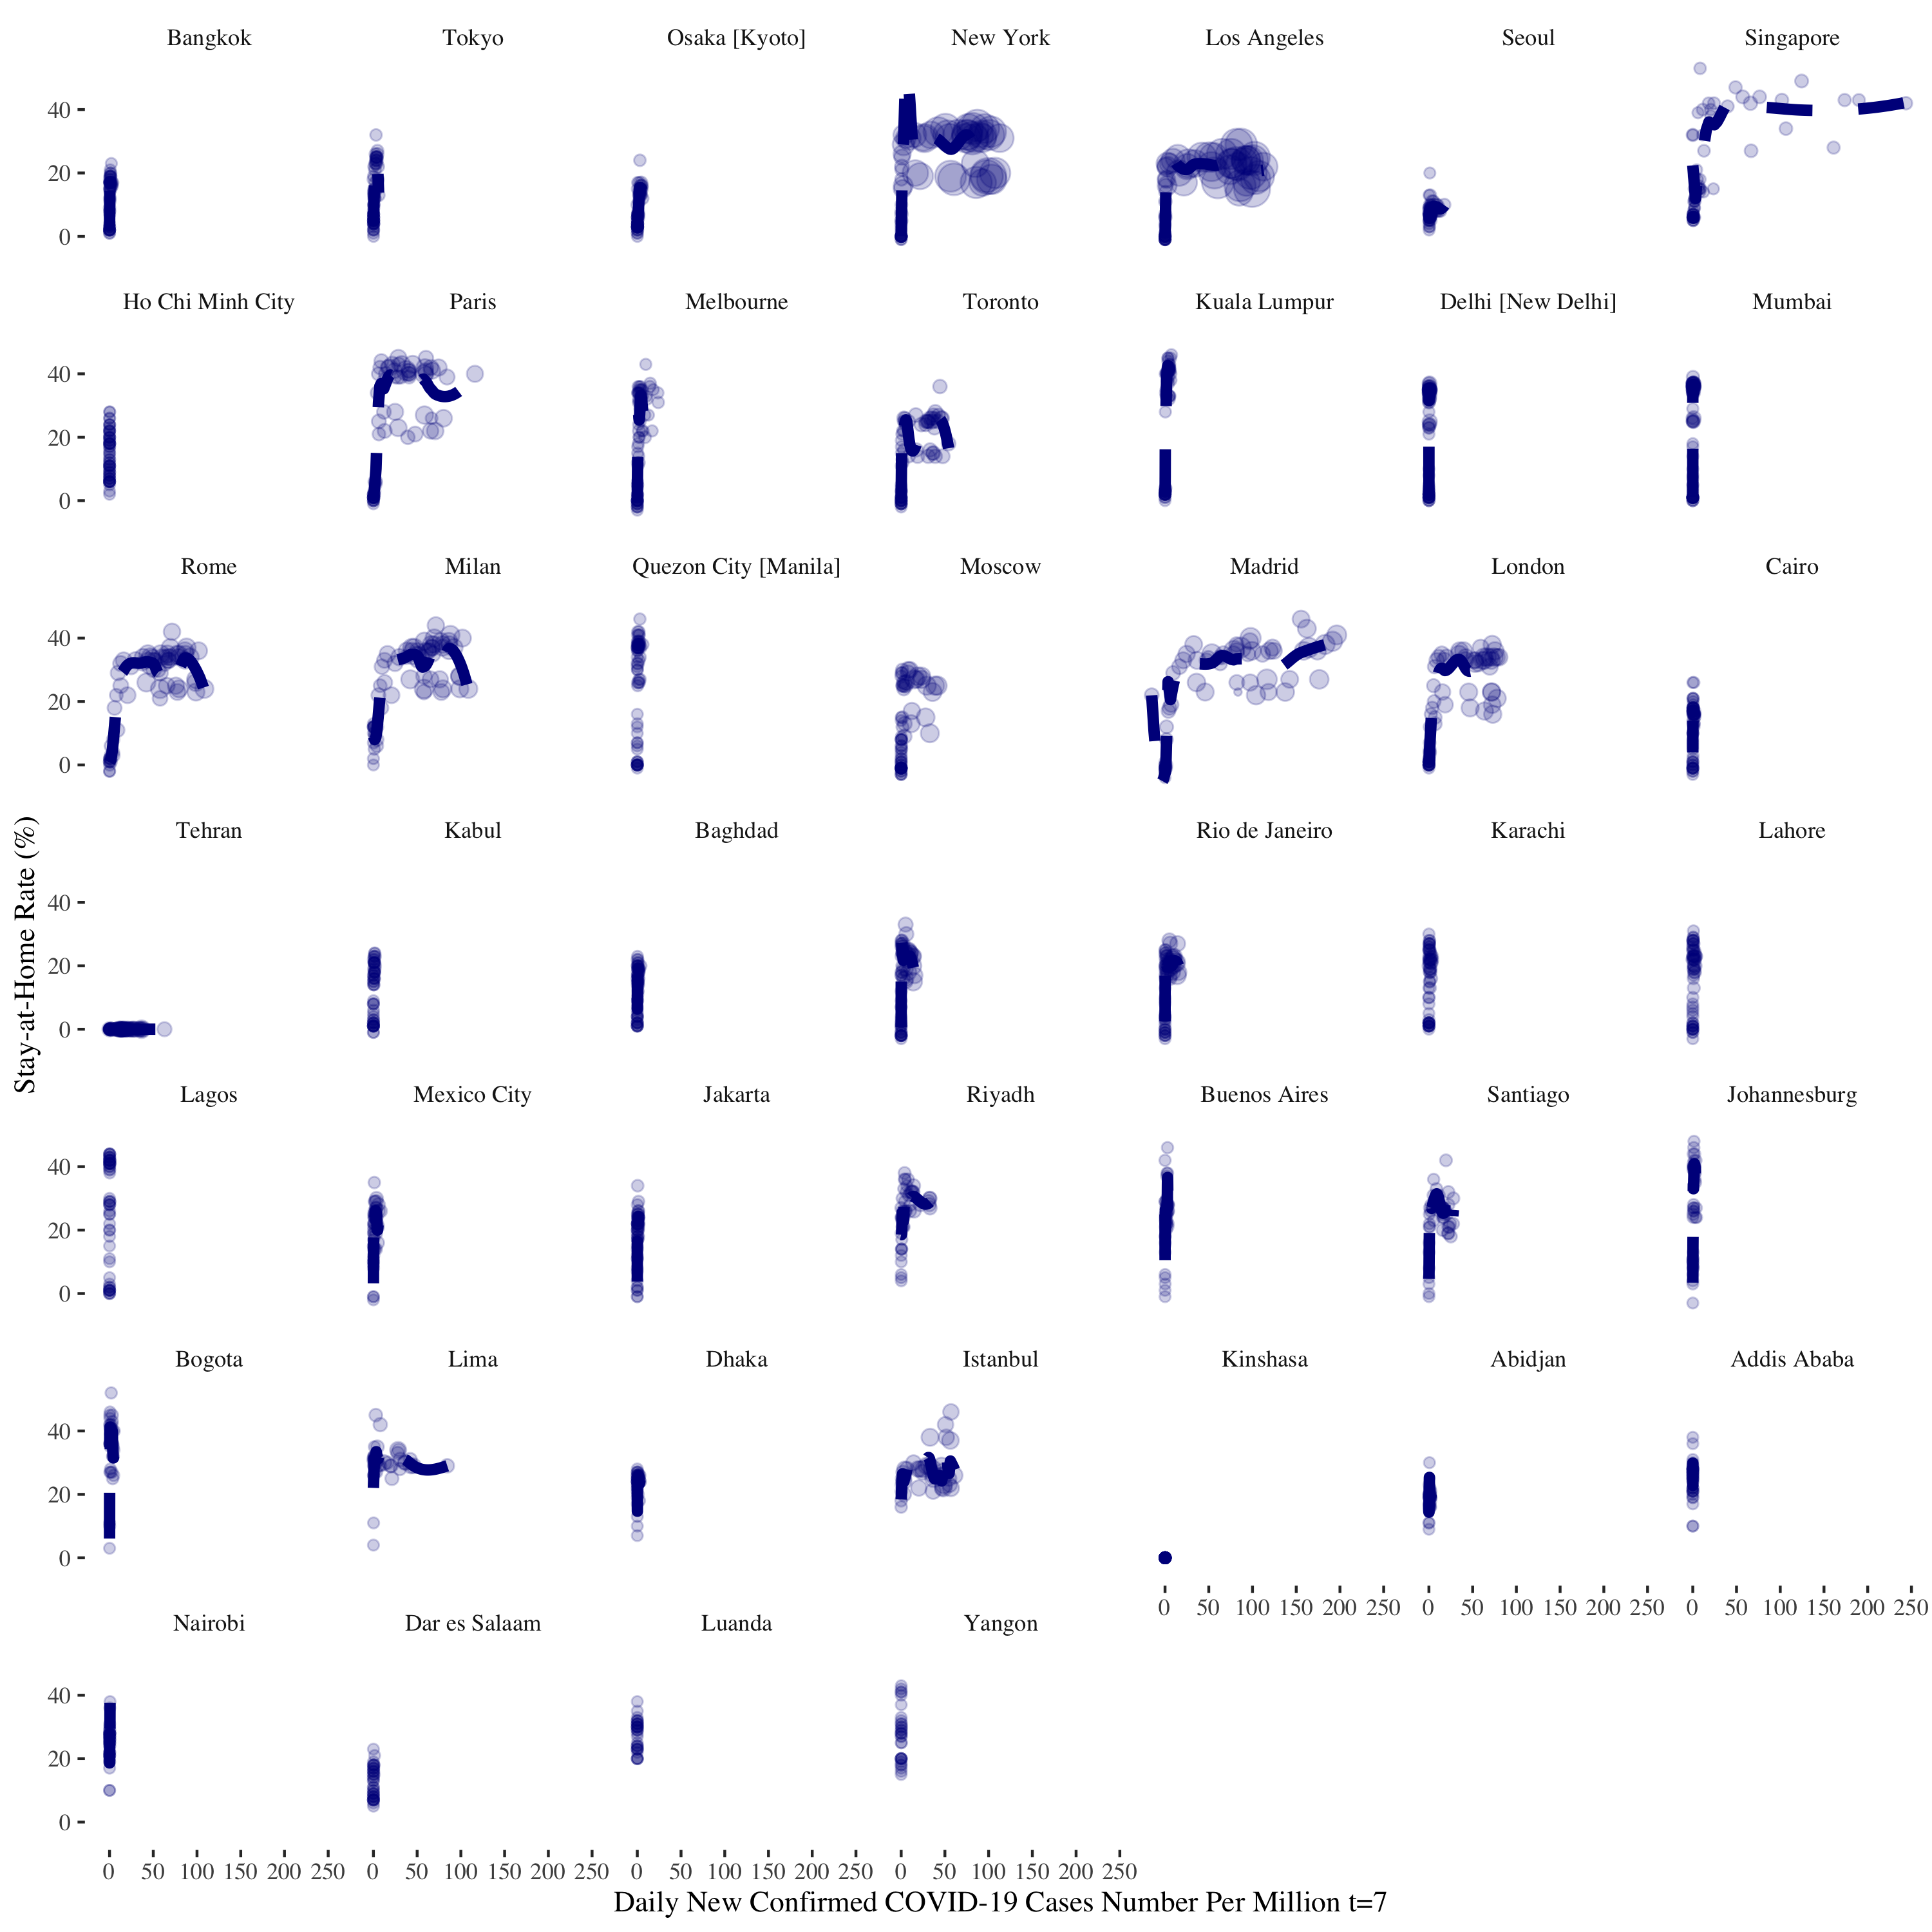 Bangkok Tokyo Osaka [Kyoto] New York Los Angeles Seoul Singapore
40
20
0
Ho Chi Minh City Paris Melbourne Toronto Kuala Lumpur Delhi [New Delhi] Mumbai
40
20
0
Rome Milan Quezon City [Manila] Moscow Madrid London Cairo
40
20
0
Tehran Kabul Baghdad Rio de Janeiro Karachi Lahore
40
20
0
Stay-at-Home Rate (%)
Lagos Mexico City Jakarta Riyadh Buenos Aires Santiago Johannesburg
40
20
0
Bogota Lima Dhaka Istanbul Kinshasa Abidjan Addis Ababa
40
20
0
0 50 100 150 200 250 0 50 100 150 200 250 0 50 100 150 200 250
Nairobi Dar es Salaam Luanda Yangon
40
20
0
0 50 100 150 200 250 0 50 100 150 200 250 0 50 100 150 200 250 0 50 100 150 200 250
Daily New Confirmed COVID-19 Cases Number Per Million t=7